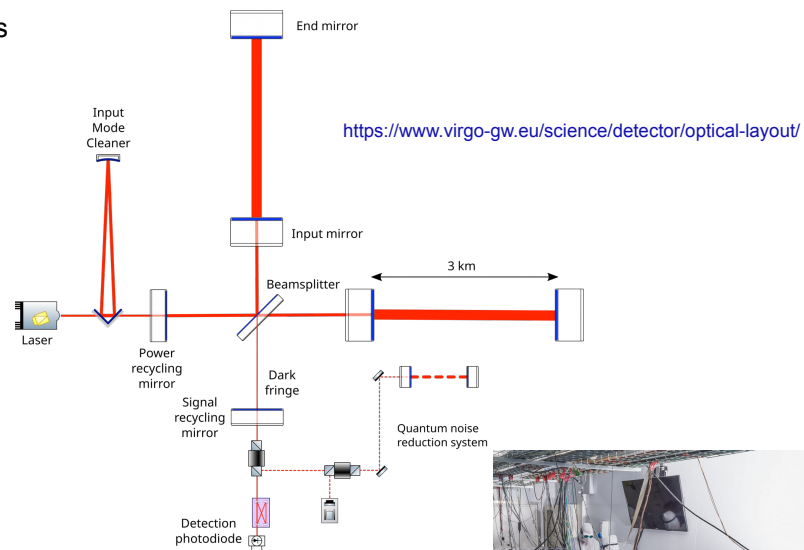 s
End mirror
Input
Mode
Cleaner
https://www.virgo-gw.eu/science/detector/optical-layout/
Input mirror
3 km
Beamsplitter
Laser
Power
recycling
mirror
Dark
fringe
Signal
recycling
mirror
Quantum noise
reduction system
Detection
photodiode